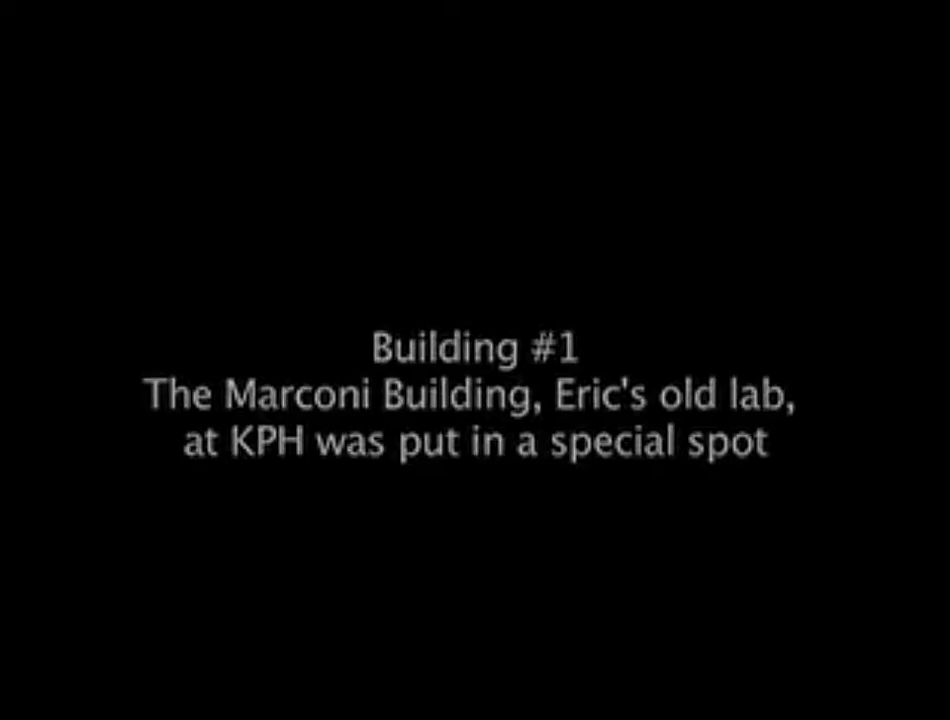 Building #1
The Marconi Building, Eric's old lab,
at KPH was put in a special spot